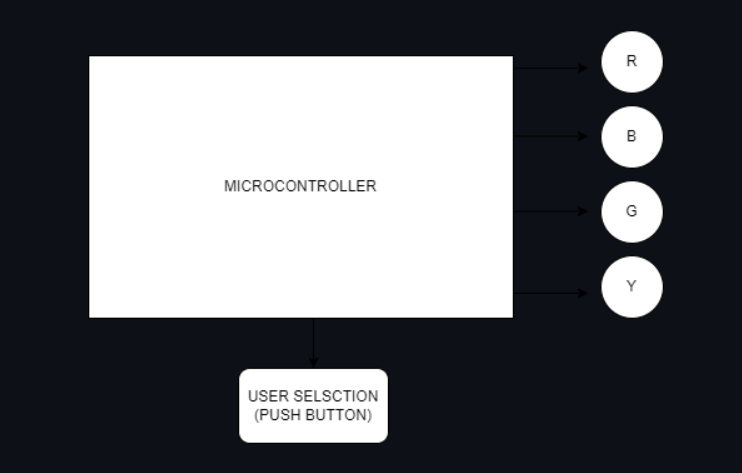 R
B
MICROCONTROLLER
G
Y
USER SELSCTION
(PUSH BUTTON)